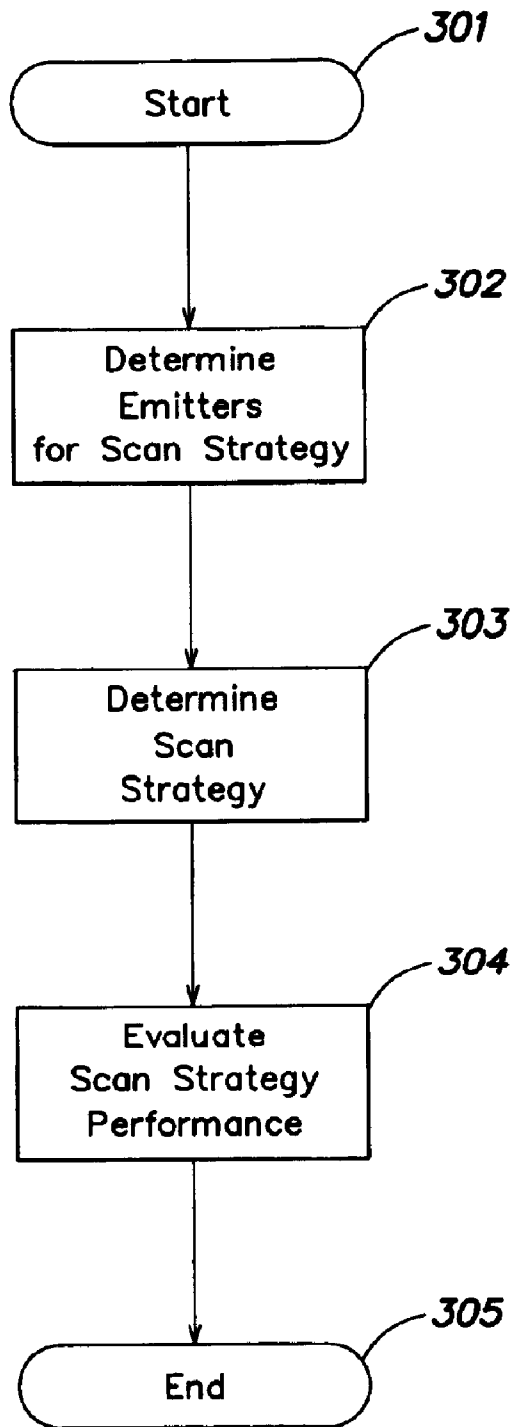 301
Start
302
Determine
Emitters
for Scan Strategy
303
Determine
Scan
Strategy
304
Evaluate
Scan Strategy
Performance
305
End